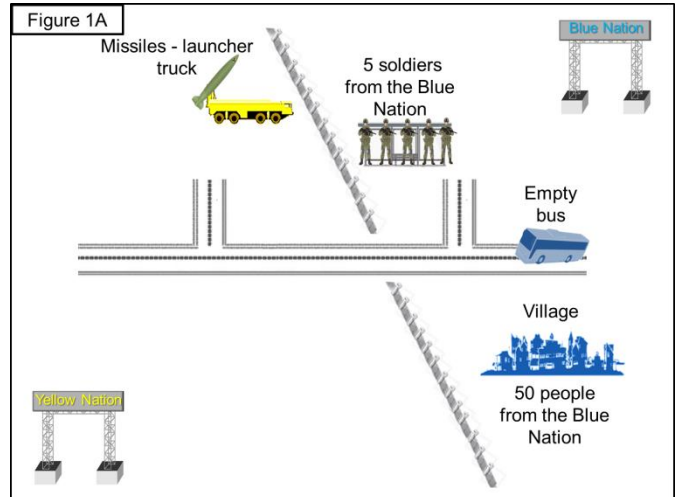 Figure 1A
Missiles - launcher
truck
5 soldiers
from the Blue
Nation
Blue Nation
Empty
bus
Village
50 people
from the Blue
Nation
Yellow Nation